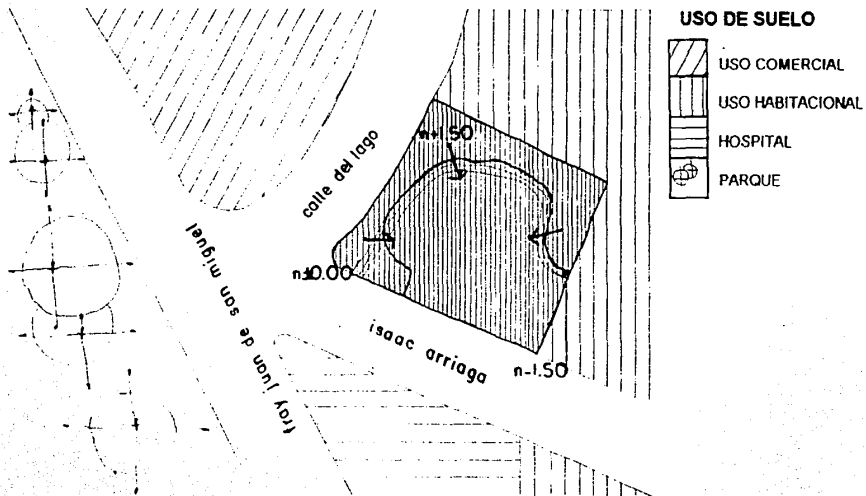 USO DE SUELO
USO COMERCIAL
USO HABITACIONAL
HOSPITAL
PARQUE
n+1.50
calle del lago
n±0.00
fray juan de san miguel
isaac arriaga
n-1.50